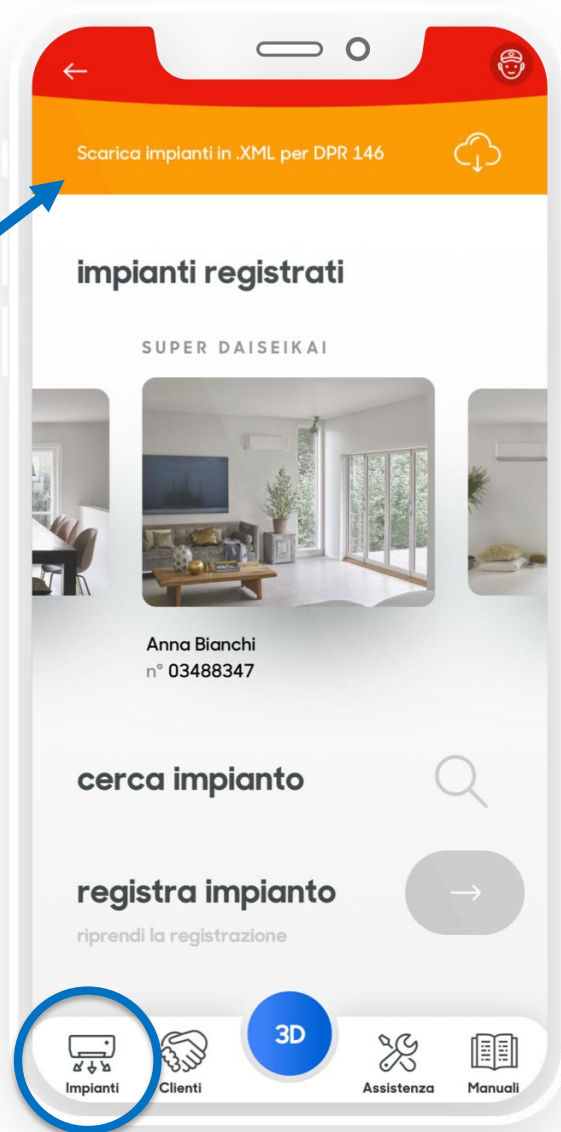 Scarica impianti in .XML per DPR 146
impianti registrati
SUPER DAISEIKAI
Anna Bianchi
n° 03488347
cerca impianto
registra impianto
riprendi la registrazione
3D
Impianti
Clienti
Assistenza
Manuali